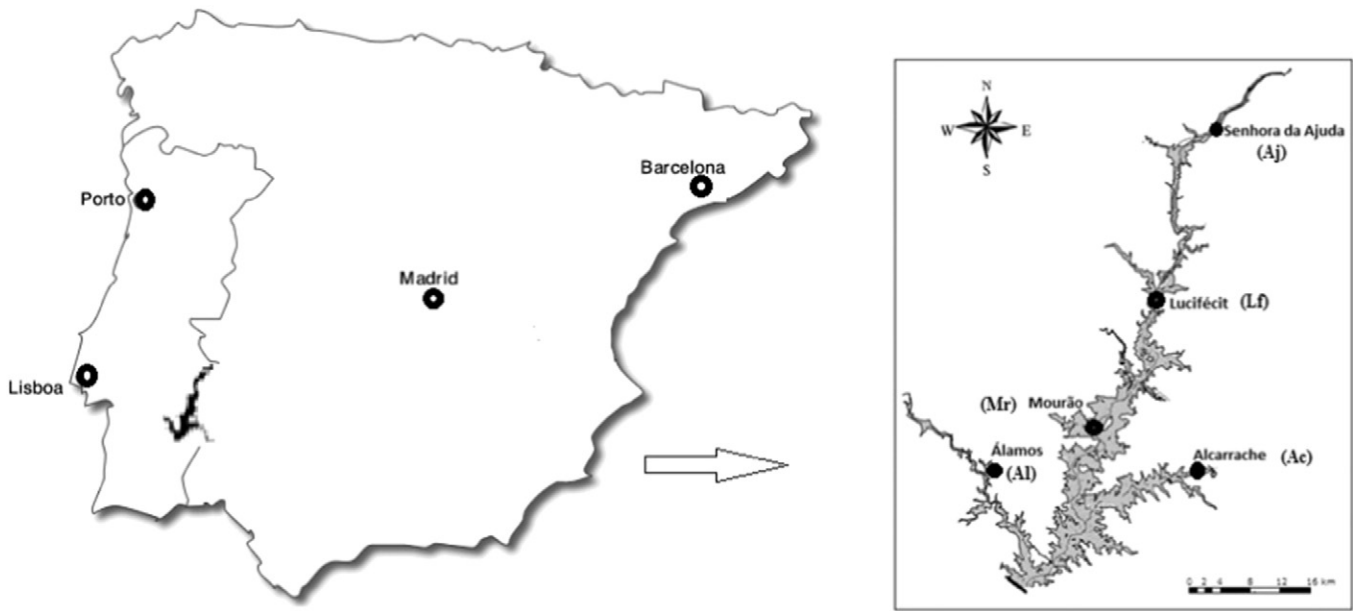 Porto
Barcelona
Madrid
Lisboa
N
W E
S
Senhora da Ajuda
(Aj)
Lucifécit (Lf)
(Mr) Mourão
Álamos
(Al)
Alcarrache (Ac)
0 2 4 8 12 16 km